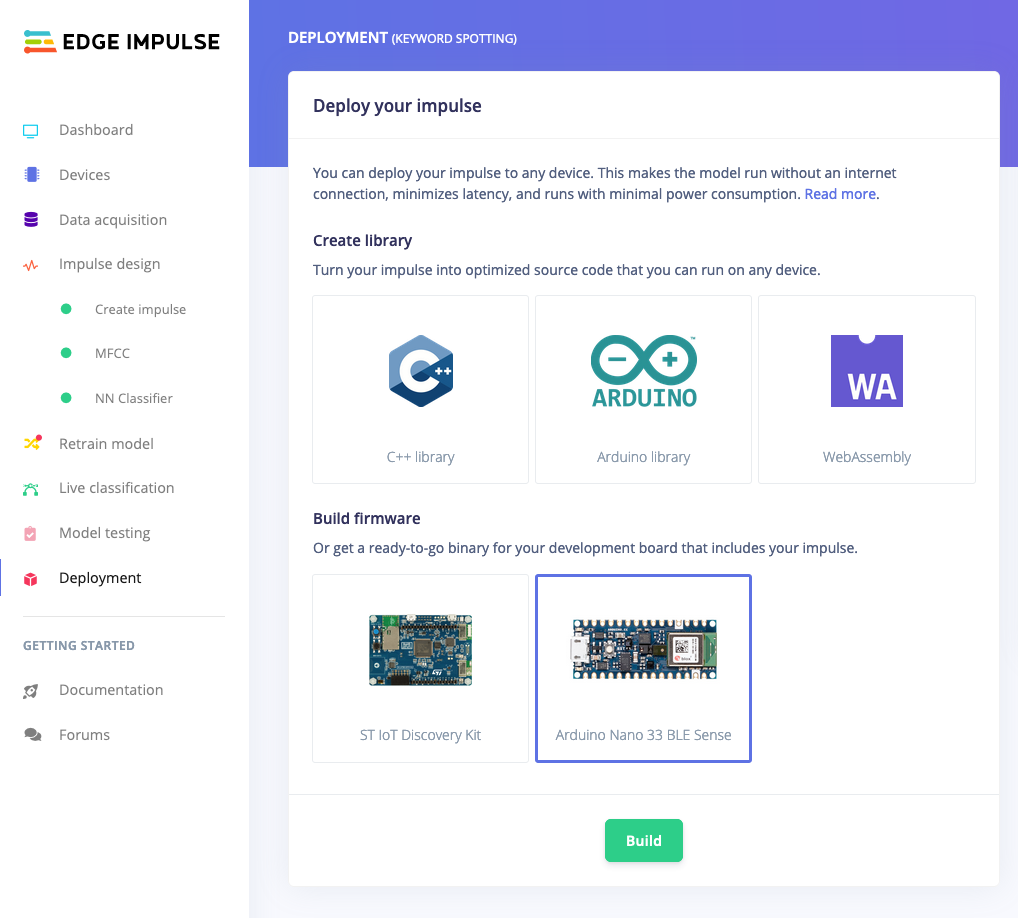 EDGE IMPULSE
Dashboard
Devices
Data acquisition
Impulse design
Create impulse
MFCC
NN Classifier
Retrain model
Live classification
Model testing
Deployment
GETTING STARTED
Documentation
Forums
DEPLOYMENT (KEYWORD SPOTTING)
Deploy your impulse
You can deploy your impulse to any device. This makes the model run without an internet
connection, minimizes latency, and runs with minimal power consumption. Read more.
Create library
Turn your impulse into optimized source code that you can run on any device.
C++
C++ library
ARDUINO™
Arduino library
WA
WebAssembly
Build firmware
Or get a ready-to-go binary for your development board that includes your impulse.
ST IoT Discovery Kit
Arduino Nano 33 BLE Sense
Build